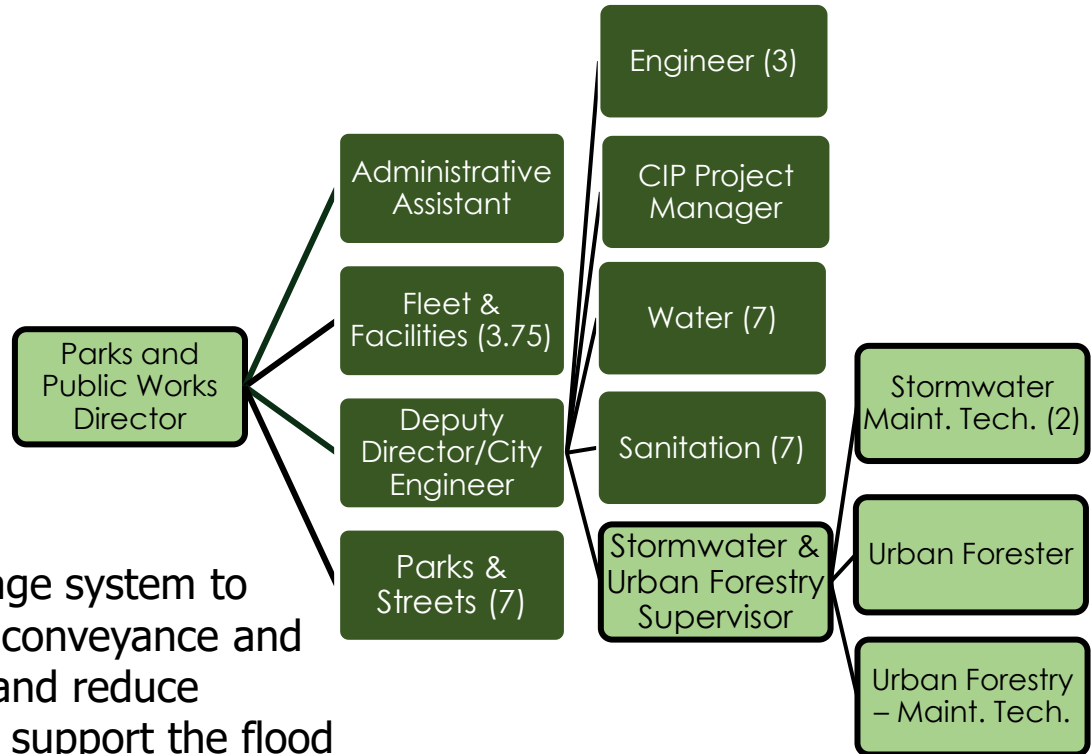 Parks and
Public Works
Director
Administrative
Assistant
Fleet &
Facilities (3.75)
Deputy
Director/City
Engineer
Parks &
Streets (7)
Engineer (3)
CIP Project
Manager
Water (7)
Sanitation (7)
Stormwater &
Urban Forestry
Supervisor
Stormwater
Maint. Tech. (2)
Urban Forester
Urban Forestry
– Maint. Tech.
system to
conveyance and
and reduce
support the flood